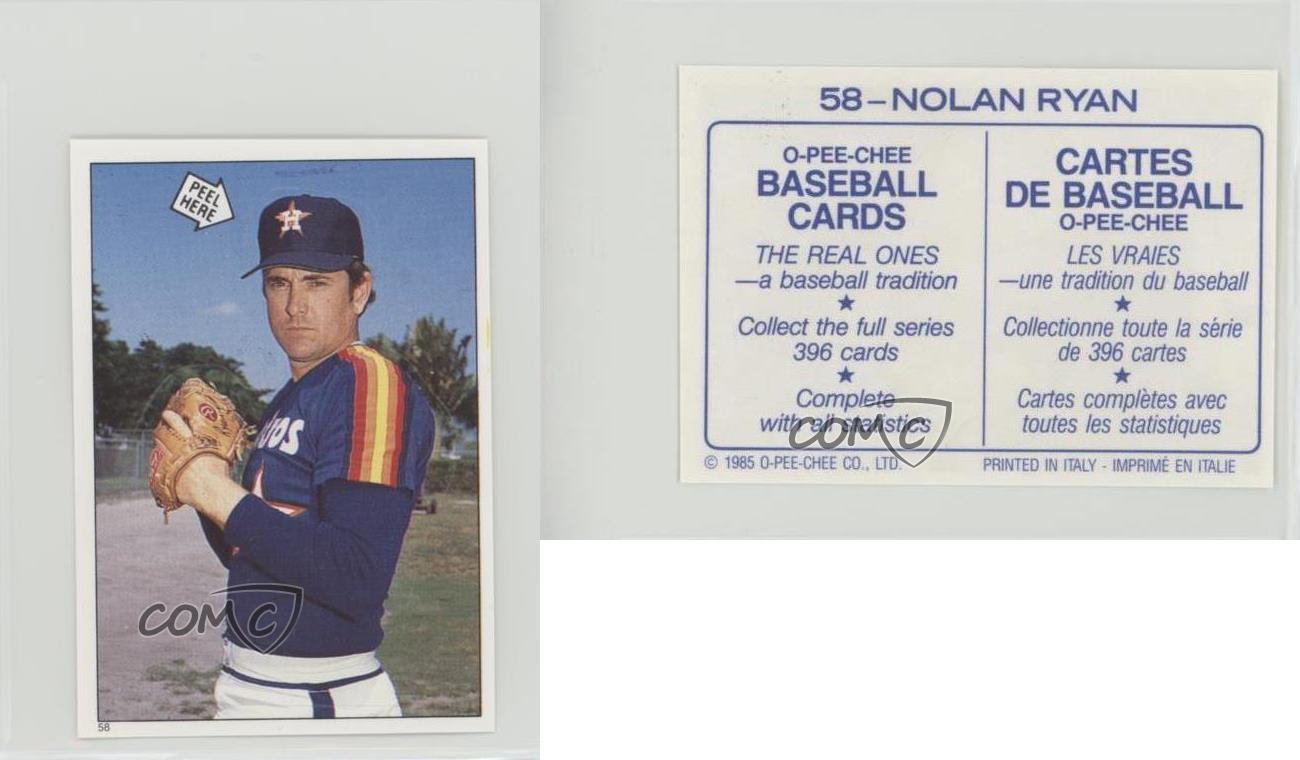 PEEL
HERE
H
tros
R
COMC
58
58-NOLAN RYAN
O-PEE-CHEE
BASEBALL
CARDS
THE REAL ONES
—a baseball tradition
★
Collect the full series
396 cards
★
Complete
with all statistics
CARTES
DE BASEBALL
O-PEE-CHEE
LES VRAIES
—une tradition du baseball
★
Collectionne toute la série
de 396 cartes
★
Cartes complètes avec
toutes les statistiques
COMC
© 1985 O-PEE-CHEE CO., LTD.
PRINTED IN ITALY - IMPRIMÉ EN ITALIE